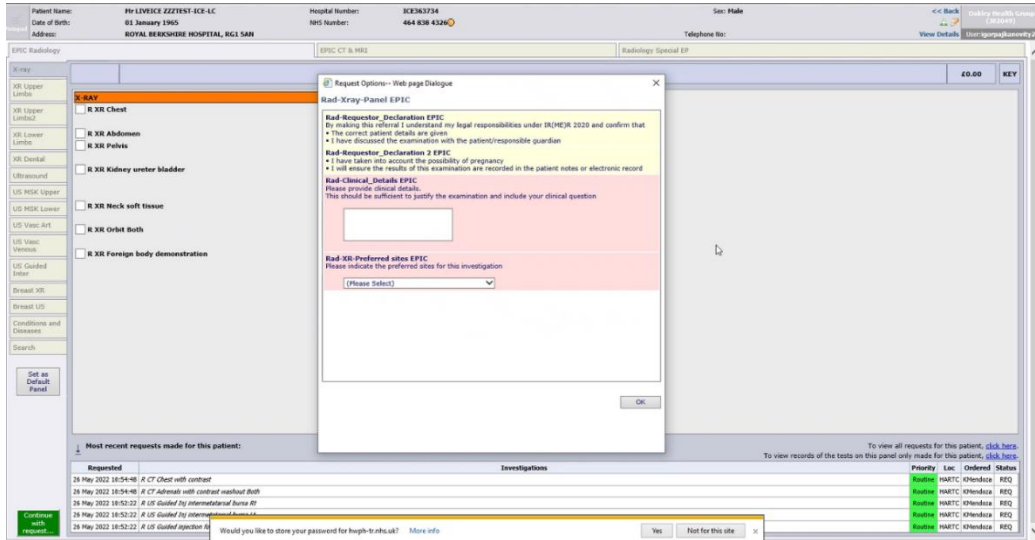 Patient Name: Mr LIVEICE ZZZTEST-ICE-LC Hospital Number: ICE363734 Sex: Male << Back
Date of Birth: 01 January 1965 NHS Number: 464 838 4326
Address: ROYAL BERKSHIRE HOSPITAL, RG1 5AN Telephone No: View Details
EPIC Radiology EPIC CT & MRI Radiology Special EP
X-ray
XR Upper Limbs
XR Upper Limbs2
XR Lower Limbs
XR Dental
Ultrasound
US MSK Upper
US MSK Lower
US Vasc Art
US Vasc Venous
US Guided Inter
Breast XR
Breast US
Conditions and Diseases
Search
Set as Default Panel
£0.00 KEY
X-RAY
R XR Chest
R XR Abdomen
R XR Pelvis
R XR Kidney ureter bladder
R XR Neck soft tissue
R XR Orbit Both
R XR Foreign body demonstration
Request Options-- Web page Dialogue
Rad-Xray-Panel EPIC
Rad-Requestor_Declaration EPIC
By making this referral I understand my legal responsibilities under IR(ME)R 2020 and confirm that
• The correct patient details are given
• I have discussed the examination with the patient/responsible guardian
Rad-Requestor_Declaration 2 EPIC
• I have taken into account the possibility of pregnancy
• I will ensure the results of this examination are recorded in the patient notes or electronic record
Rad-Clinical_Details EPIC
Please provide clinical details.
This should be sufficient to justify the examination and include your clinical question
Rad-XR-Preferred sites EPIC
Please indicate the preferred sites for this investigation
(Please Select)
OK
Most recent requests made for this patient:
To view all requests for this patient, click here.
To view records of the tests on this panel only made for this patient, click here.
Requested Investigations Priority Loc Ordered Status
26 May 2022 18:54:48 R CT Chest with contrast Routine HARTC KMendoza REQ
26 May 2022 18:54:48 R CT Adrenals with contrast washout Both Routine HARTC KMendoza REQ
26 May 2022 18:52:22 R US Guided Inj intermetatarsal bursa Rt Routine HARTC KMendoza REQ
26 May 2022 18:52:22 R US Guided Inj Routine HARTC KMendoza REQ
26 May 2022 18:52:22 R US Guided injection Routine HARTC KMendoza REQ
Continue with request...
Would you like to store your password for hwph-tr.nhs.uk? More info Yes Not for this site